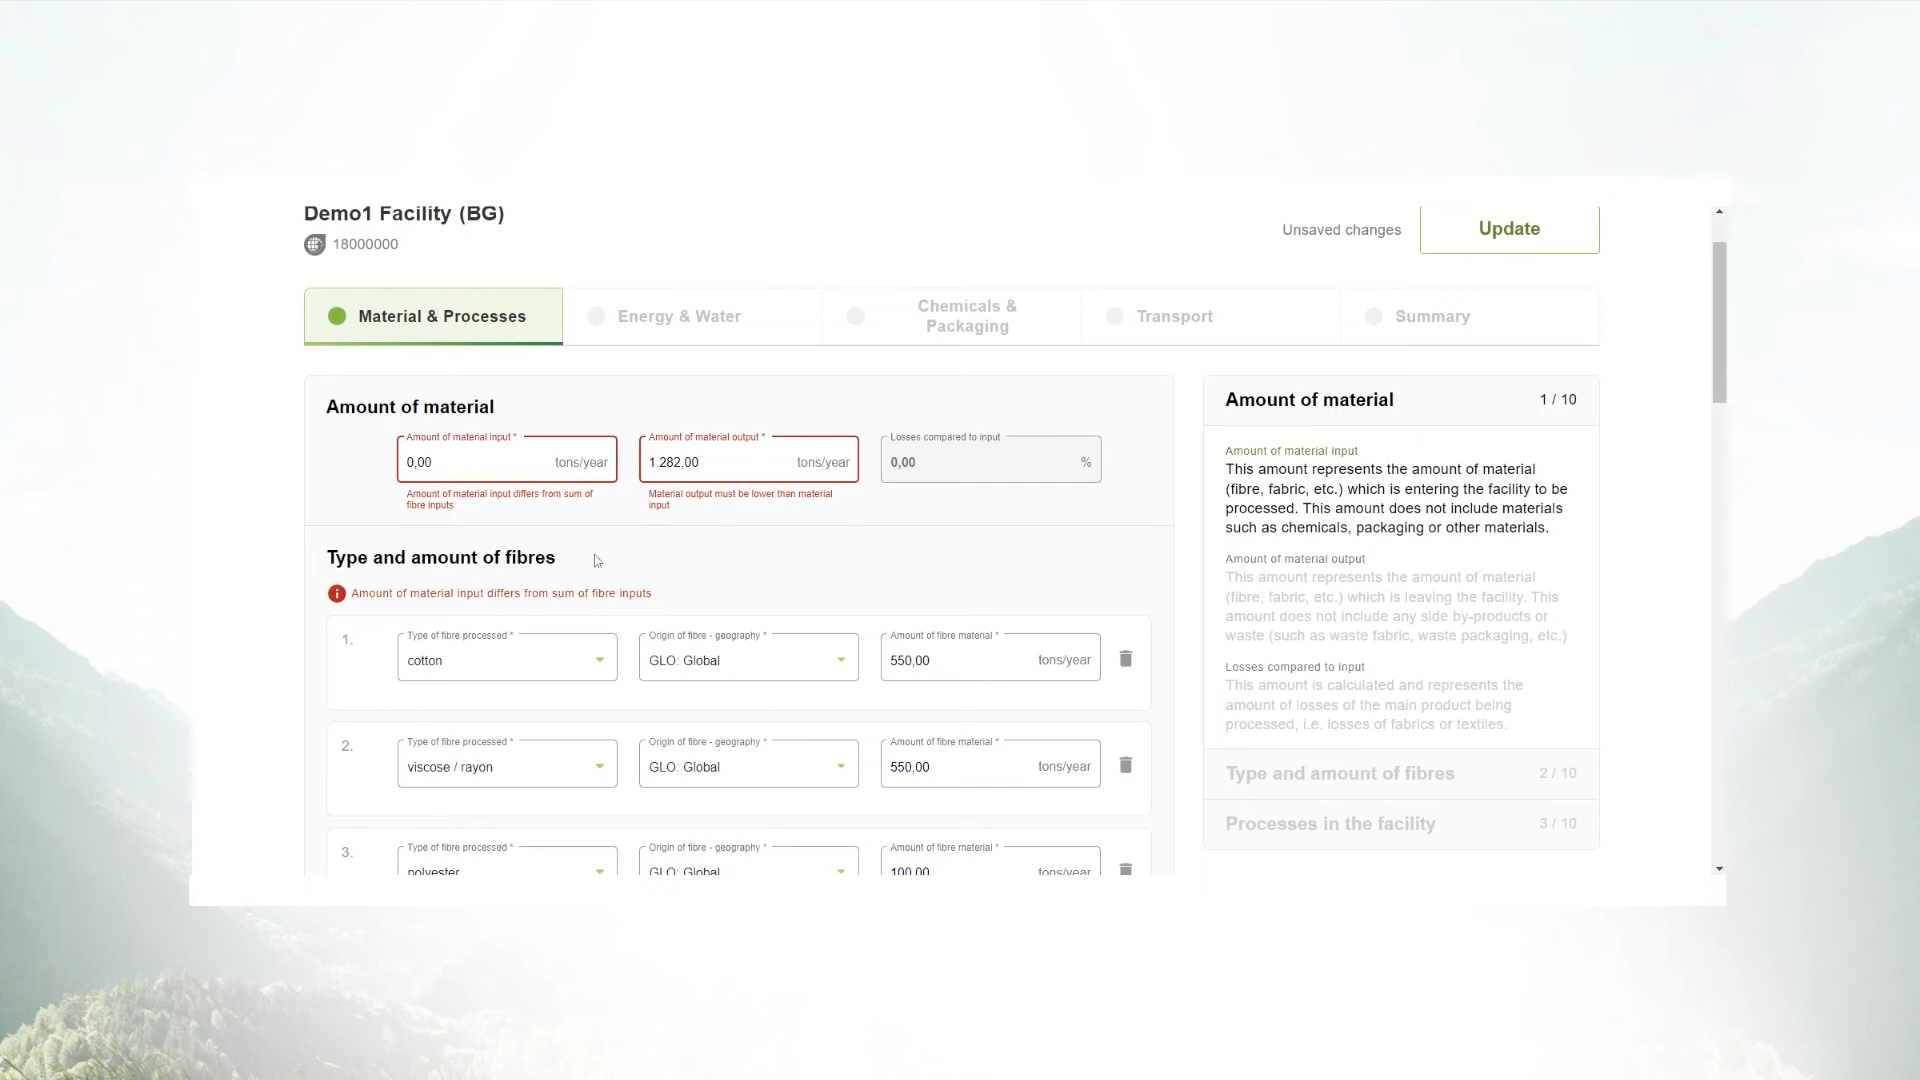 Demo1 Facility (BG)
18000000
Unsaved changes
Update
Material & Processes
Energy & Water
Chemicals &
Packaging
Transport
Summary
Amount of material
Amount of material input *
0,00 tons/year
Amount of material input differs from sum of
fibre inputs
Amount of material output *
1.282,00 tons/year
Material output must be lower than material
input
Losses compared to input
0,00 %
Type and amount of fibres
Amount of material input differs from sum of fibre inputs
1.
Type of fibre processed *
cotton
Origin of fibre - geography *
GLO: Global
Amount of fibre material *
550,00 tons/year
2.
Type of fibre processed *
viscose / rayon
Origin of fibre - geography *
GLO: Global
Amount of fibre material *
550,00 tons/year
3.
Type of fibre processed *
polyester
Origin of fibre - geography *
GLO: Global
Amount of fibre material *
100,00 tons/year
Amount of material 1 / 10
Amount of material input
This amount represents the amount of material
(fibre, fabric, etc.) which is entering the facility to be
processed. This amount does not include materials
such as chemicals, packaging or other materials.
Amount of material output
This amount represents the amount of material
(fibre, fabric, etc.) which is leaving the facility. This
amount does not include any side by-products or
waste (such as waste fabric, waste packaging, etc.)
Losses compared to input
This amount is calculated and represents the
amount of losses of the main product being
processed, i.e. losses of fabrics or textiles.
Type and amount of fibres 2 / 10
Processes in the facility 3 / 10